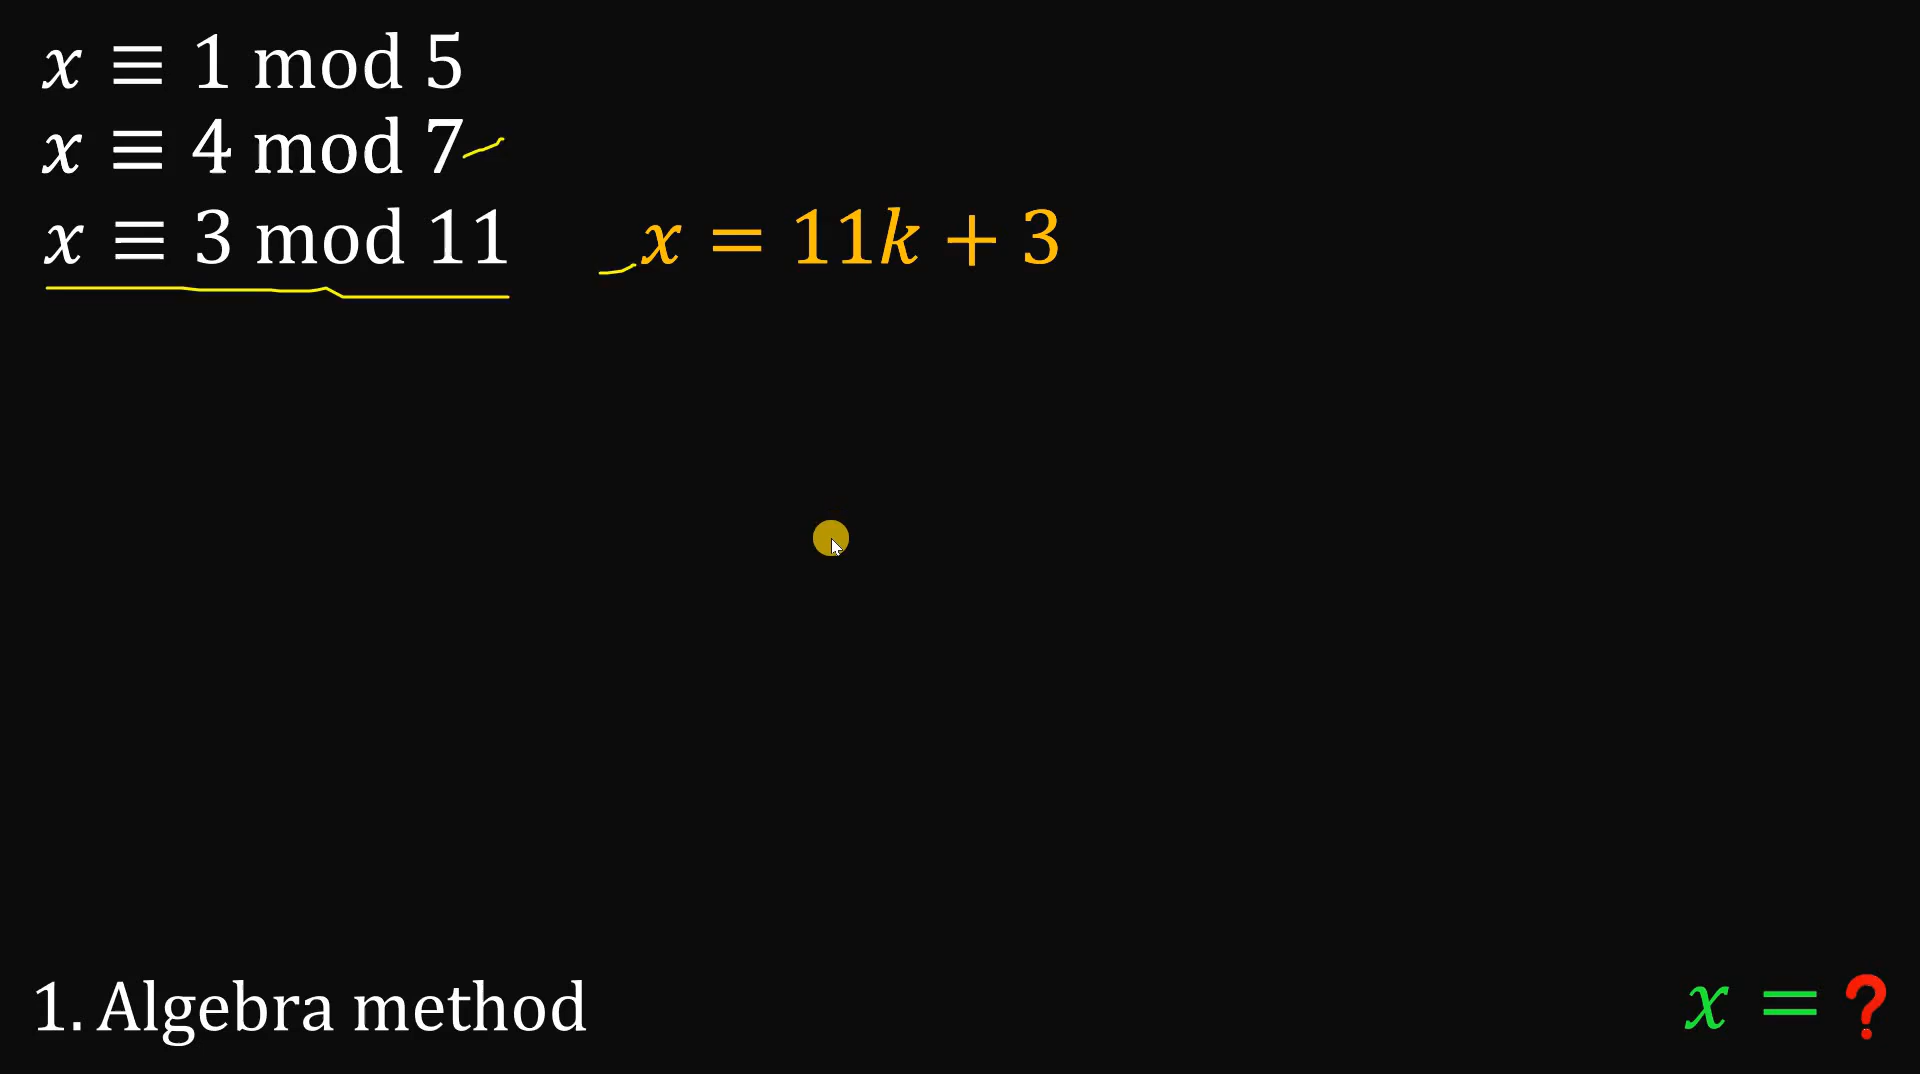 x ≡ 1 mod 5
x ≡ 4 mod 7
x ≡ 3 mod 11
x = 11k + 3
1. Algebra method
x = ❓